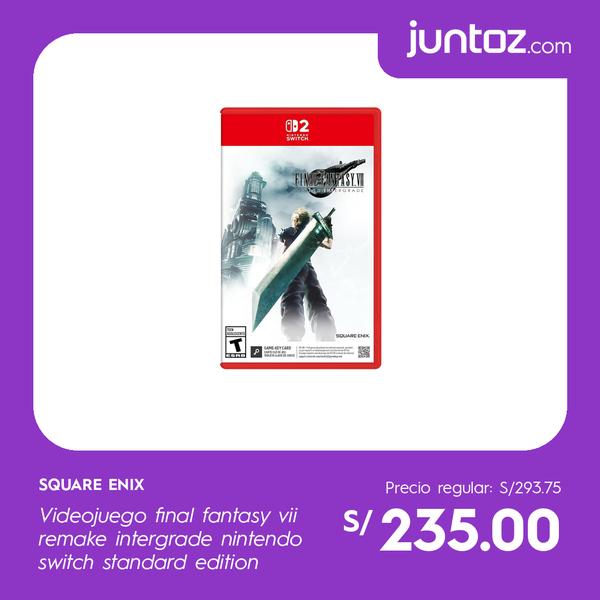 juntoz.com
2
NINTENDO
SWITCH
FINAL FANTASY VII
REMAKE INTERGRADE
SQUARE ENIX
TEEN
T
ESRB
GAME-KEY CARD
SQUARE ENIX
Precio regular: S/293.75
Videojuego final fantasy vii
remake intergrade nintendo
switch standard edition
S/ 235.00